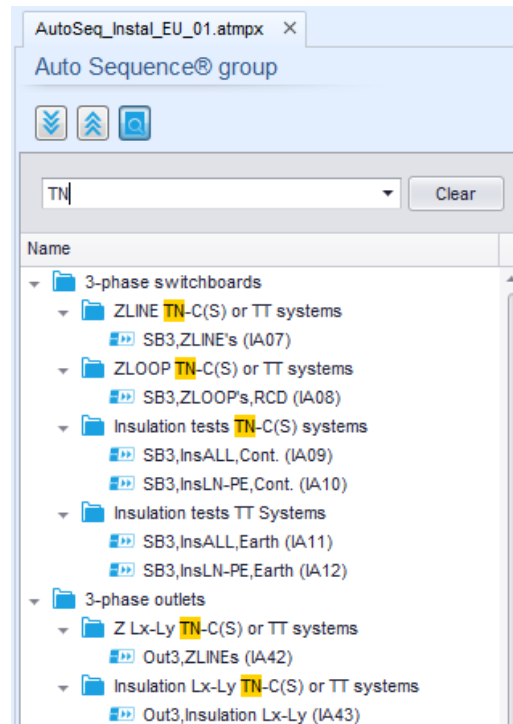 AutoSeq_Instal_EU_01.atmpx ×
Auto Sequence® group
TN Clear
Name
3-phase switchboards
ZLINE TN-C(S) or TT systems
SB3,ZLINE's (IA07)
ZLOOP TN-C(S) or TT systems
SB3,ZLOOP's,RCD (IA08)
Insulation tests TN-C(S) systems
SB3,InsALL,Cont. (IA09)
SB3,InsLN-PE,Cont. (IA10)
Insulation tests TT Systems
SB3,InsALL,Earth (IA11)
SB3,InsLN-PE,Earth (IA12)
3-phase outlets
Z Lx-Ly TN-C(S) or TT systems
Out3,ZLINEs (IA42)
Insulation Lx-Ly TN-C(S) or TT systems
Out3,Insulation Lx-Ly (IA43)